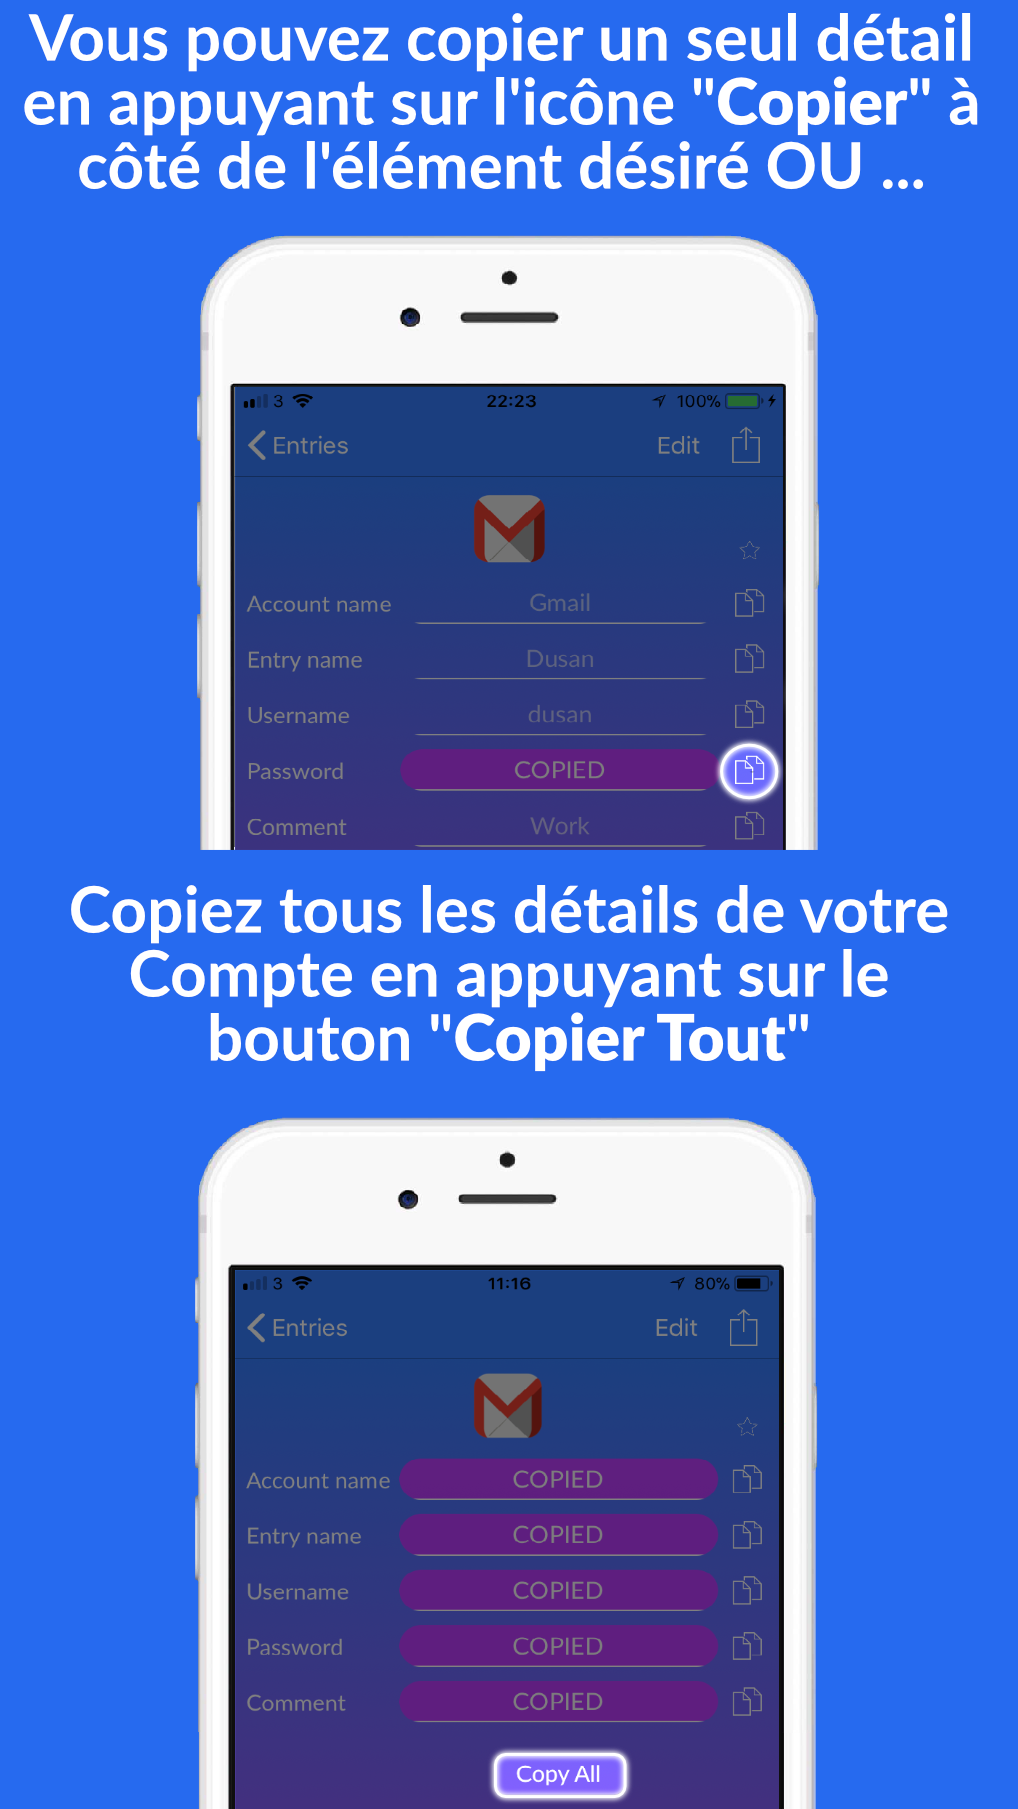 Vous pouvez copier un seul détail
en appuyant sur l'icône "Copier" à
côté de l'élément désiré OU ...
3 22:23 100%
Entries Edit
Account name Gmail
Entry name Dusan
Username dusan
Password COPIED
Comment Work
Copiez tous les détails de votre
Compte en appuyant sur le
bouton "Copier Tout"
3 11:16 80%
Entries Edit
Account name COPIED
Entry name COPIED
Username COPIED
Password COPIED
Comment COPIED
Copy All